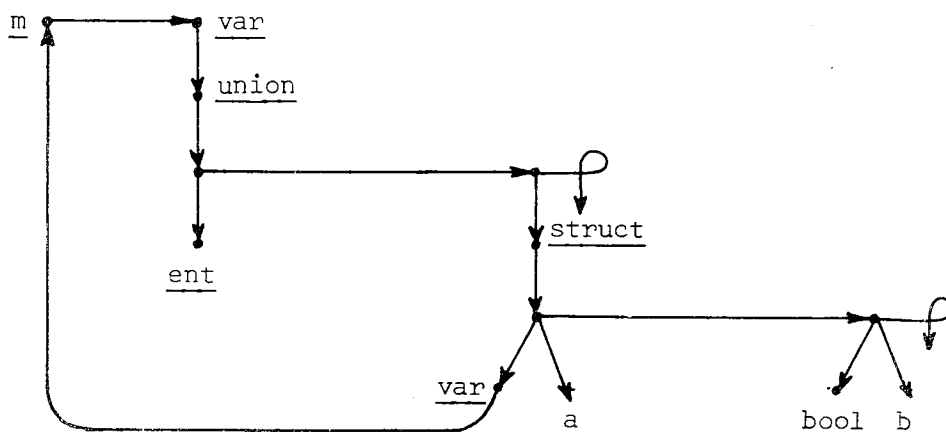 m var
union
struct
ent
var
a bool b